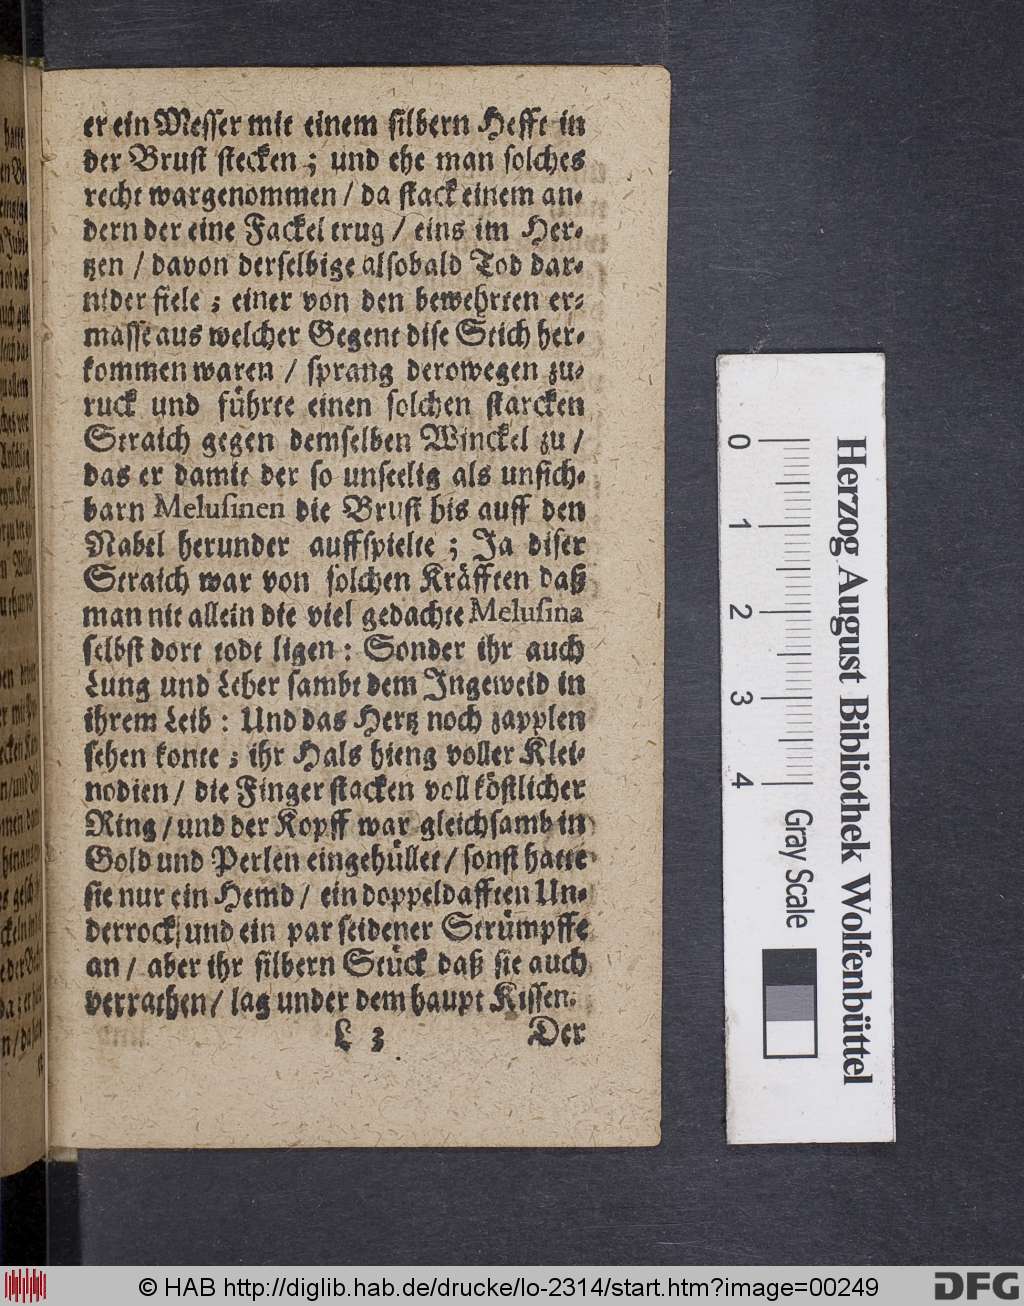 er ein Messer mit einem silbern Hefft in
der Brust stecken ; und ehe man solches
recht wargenommen / da stack einem an-
dern der eine Fackel trug / eins im Her-
tzen / davon derselbige alsobald Tod dar-
nider fiele ; einer von den bewehrten er-
masse aus welcher Gegent dise Stich her-
kommen waren / sprang derowegen zu-
ruck und führte einen solchen starcken
Straich gegen demselben Winckel zu /
das er damit der so unseelig als unsich-
barn Melusinen die Brust bis auff den
Nabel herunder auffspielte ; Ja diser
Straich war von solchen Kräfften daß
man nit allein die viel gedachte Melusina
selbst dort todt ligen : Sonder ihr auch
Lung und Leber sambt dem Ingeweid in
ihrem Leib : Und das Hertz noch zapplen
sehen konte ; ihr Hals hieng voller Klei-
nodien / die Finger stacken voll köstlicher
Ring / und der Kopff war gleichsamb in
Gold und Perlen eingehüllet / sonst hatte
sie nur ein Hemd / ein doppeldafften Un-
derrock / und ein par seidener Strümpffe
an / aber ihr silbern Stück daß sie auch
verrathen / lag under dem haupt Kissen.
L 3 Der
0 1 2 3 4
Herzog August Bibliothek Wolfenbüttel
Gray Scale
© HAB http://diglib.hab.de/drucke/lo-2314/start.htm?image=00249
DFG